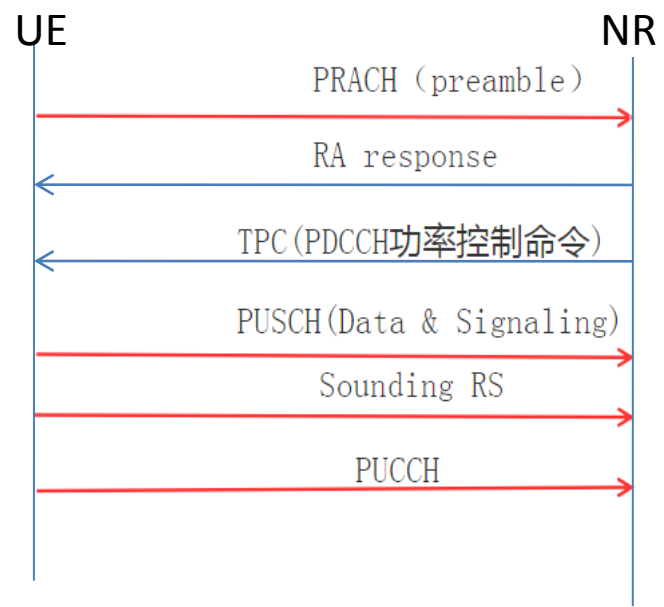 UE NR
PRACH（preamble）
RA response
TPC(PDCCH功率控制命令)
PUSCH(Data & Signaling)
Sounding RS
PUCCH